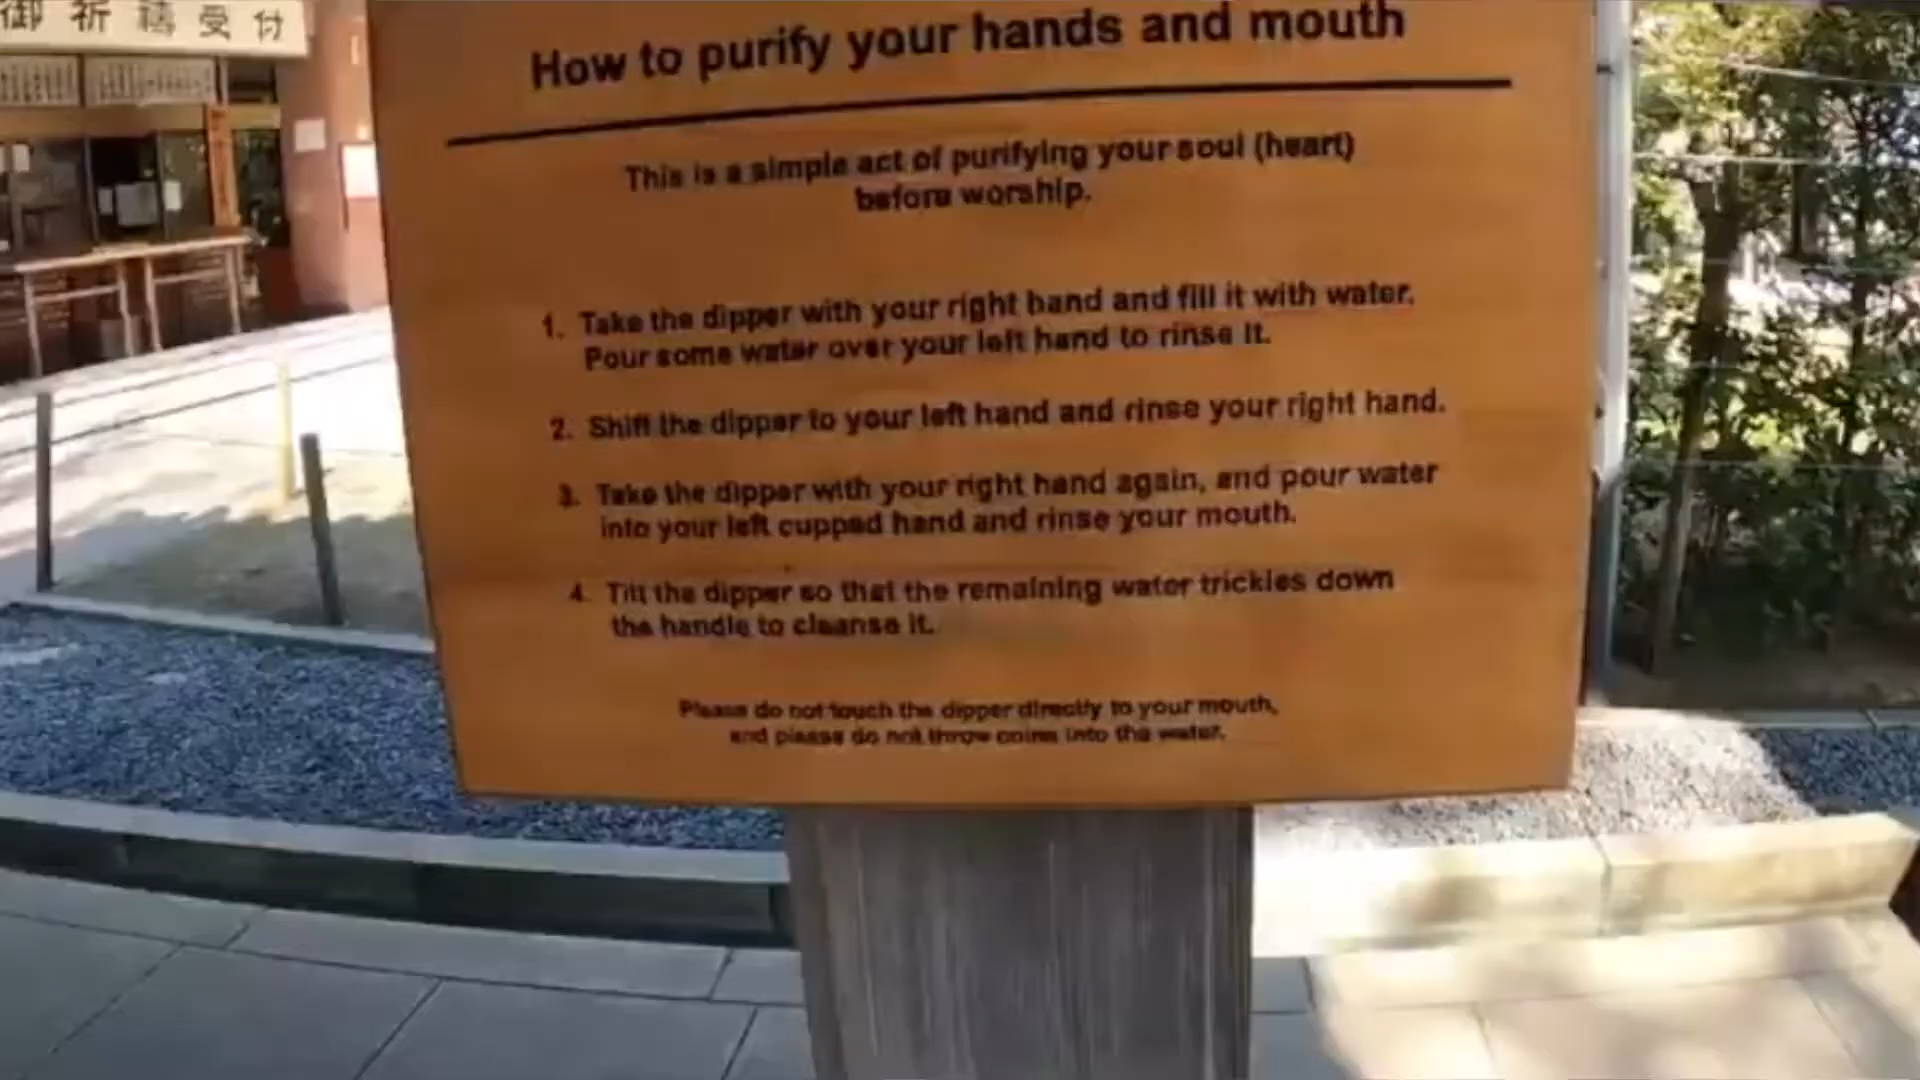 御祈祷受付
How to purify your hands and mouth
This is a simple act of purifying your soul (heart)
before worship.
1. Take the dipper with your right hand and fill it with water.
Pour some water over your left hand to rinse it.
2. Shift the dipper to your left hand and rinse your right hand.
3. Take the dipper with your right hand again, and pour water
into your left cupped hand and rinse your mouth.
4. Tilt the dipper so that the remaining water trickles down
the handle to cleanse it.
Please do not touch the dipper directly to your mouth,
and please do not throw coins into the water.